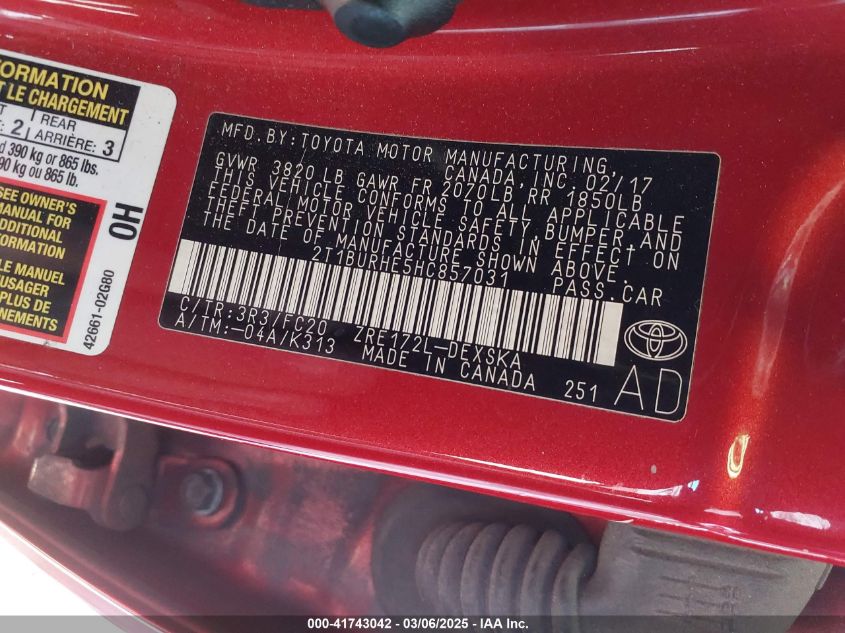 FORMATION
T LE CHARGEMENT
2 REAR
ARRIÈRE: 3
390 kg or 865 lbs.
90 kg ou 865 lb.
SEE OWNER'S
MANUAL FOR
ADDITIONAL
INFORMATION
LE MANUEL
USAGER
PLUS DE
NEMENTS
OH
42661-02G80
MFD. BY: TOYOTA MOTOR MANUFACTURING,
CANADA, INC. 02/17
GVWR 3820 LB GAWR FR 2070LB RR 1850LB
THIS VEHICLE CONFORMS TO ALL APPLICABLE
FEDERAL MOTOR VEHICLE SAFETY, BUMPER, AND
THEFT PREVENTION STANDARDS IN EFFECT ON
THE DATE OF MANUFACTURE SHOWN ABOVE.
2T1BURHE5HC857031 PASS.CAR
C/TR:3R3/FC20 ZRE172L-DEXSKA
A/TM:-04A/K313 MADE IN CANADA 251
AD
000-41743042 - 03/06/2025 - IAA Inc.